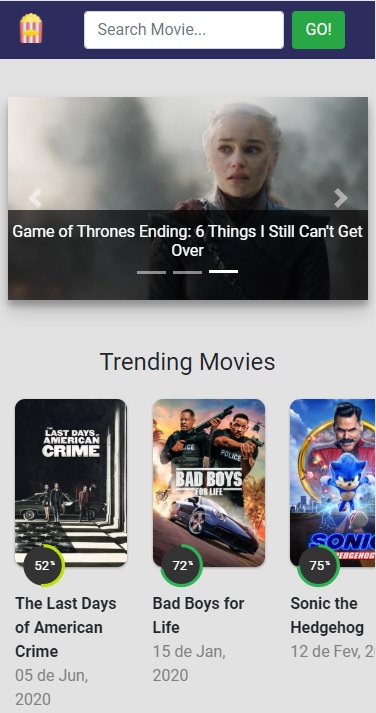 Search Movie...
GO!
Game of Thrones Ending: 6 Things I Still Can't Get
Over
Trending Movies
THE
LAST DAYS OF
AMERICAN
CRIME
POLICE
BAD BOYS
FOR LIFE
SONIC
HEDGEHOG
52%
72%
75%
The Last Days
of American
Crime
05 de Jun,
2020
Bad Boys for
Life
15 de Jan,
2020
Sonic the
Hedgehog
12 de Fev, 2